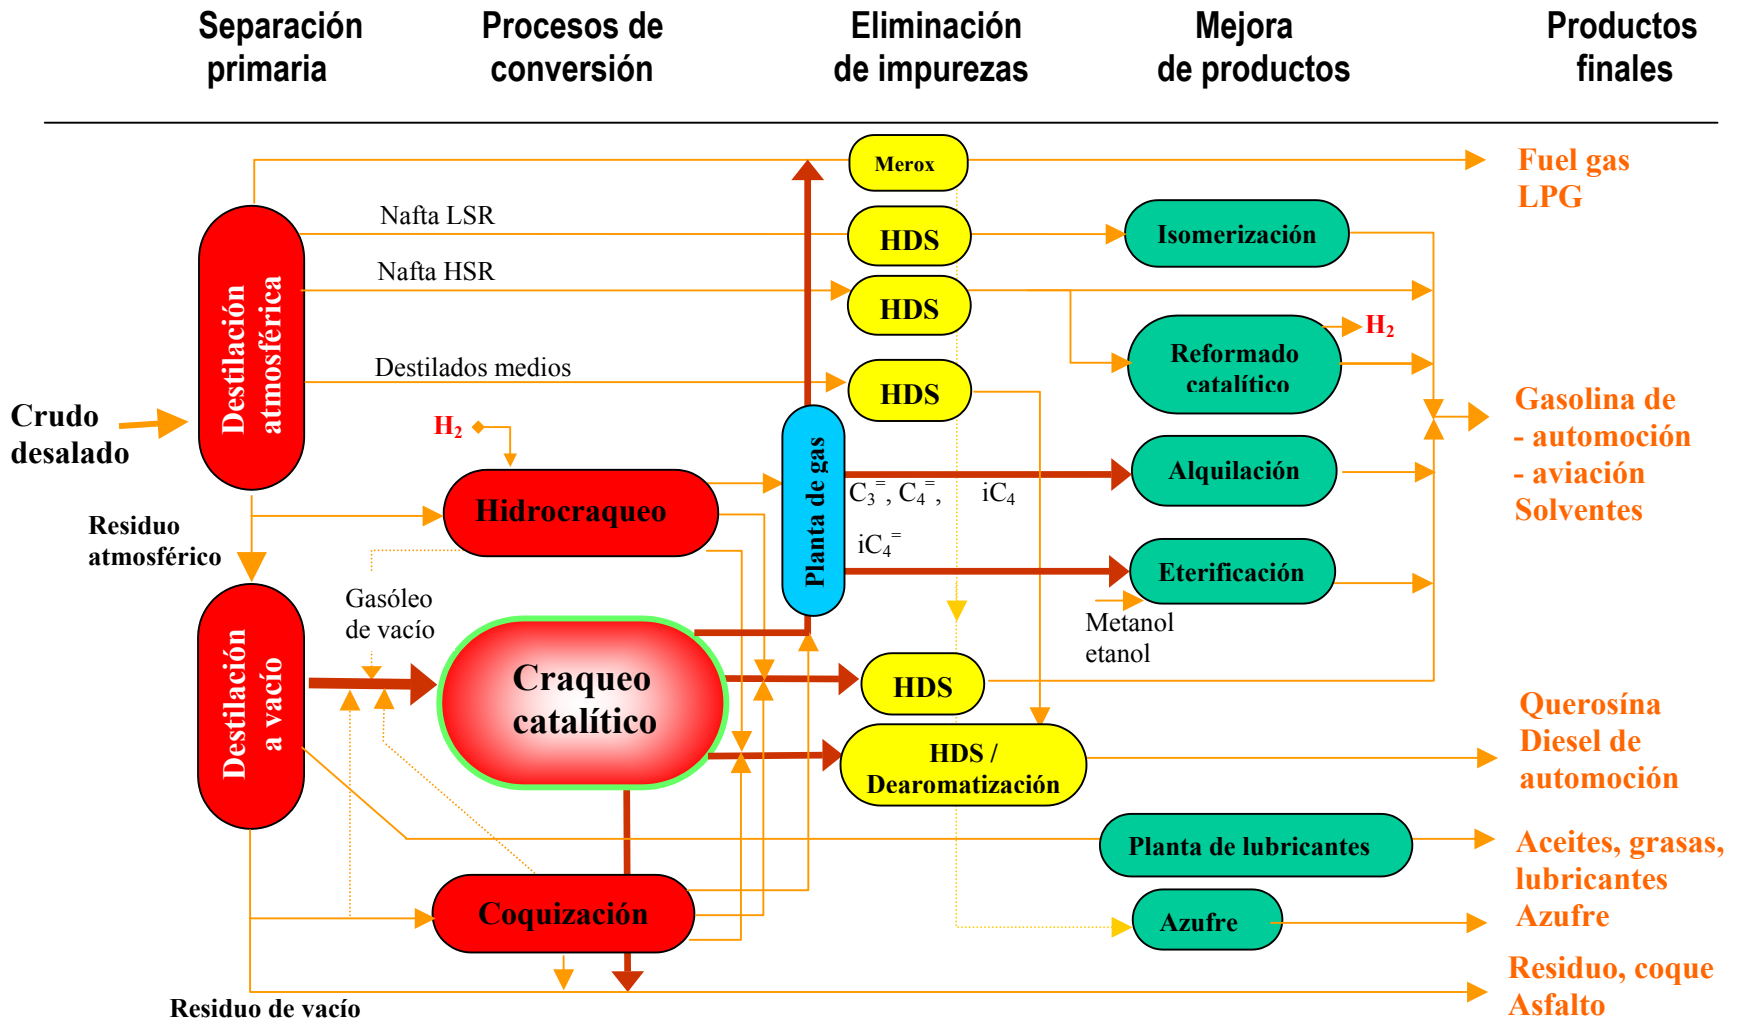 Separación
primaria
Procesos de
conversión
Eliminación
de impurezas
Mejora
de productos
Productos
finales
Merox
Fuel gas
LPG
Nafta LSR
HDS
Isomerización
Nafta HSR
HDS
H₂
Reformado
catalítico
Destilados medios
HDS
Destilación
atmosférica
Crudo
desalado
H₂
Gasolina de
- automoción
- aviación
Solventes
Hidrocraqueo
Planta de gas
Alquilación
C₃⁼, C₄⁼, iC₄
Residuo
atmosférico
iC₄⁼
Eterificación
Gasóleo
de vacío
Metanol
etanol
Destilación
a vacío
Craqueo
catalítico
HDS
HDS /
Dearomatización
Querosína
Diesel de
automoción
Planta de lubricantes
Aceites, grasas,
lubricantes
Coquización
Azufre
Azufre
Residuo, coque
Asfalto
Residuo de vacío